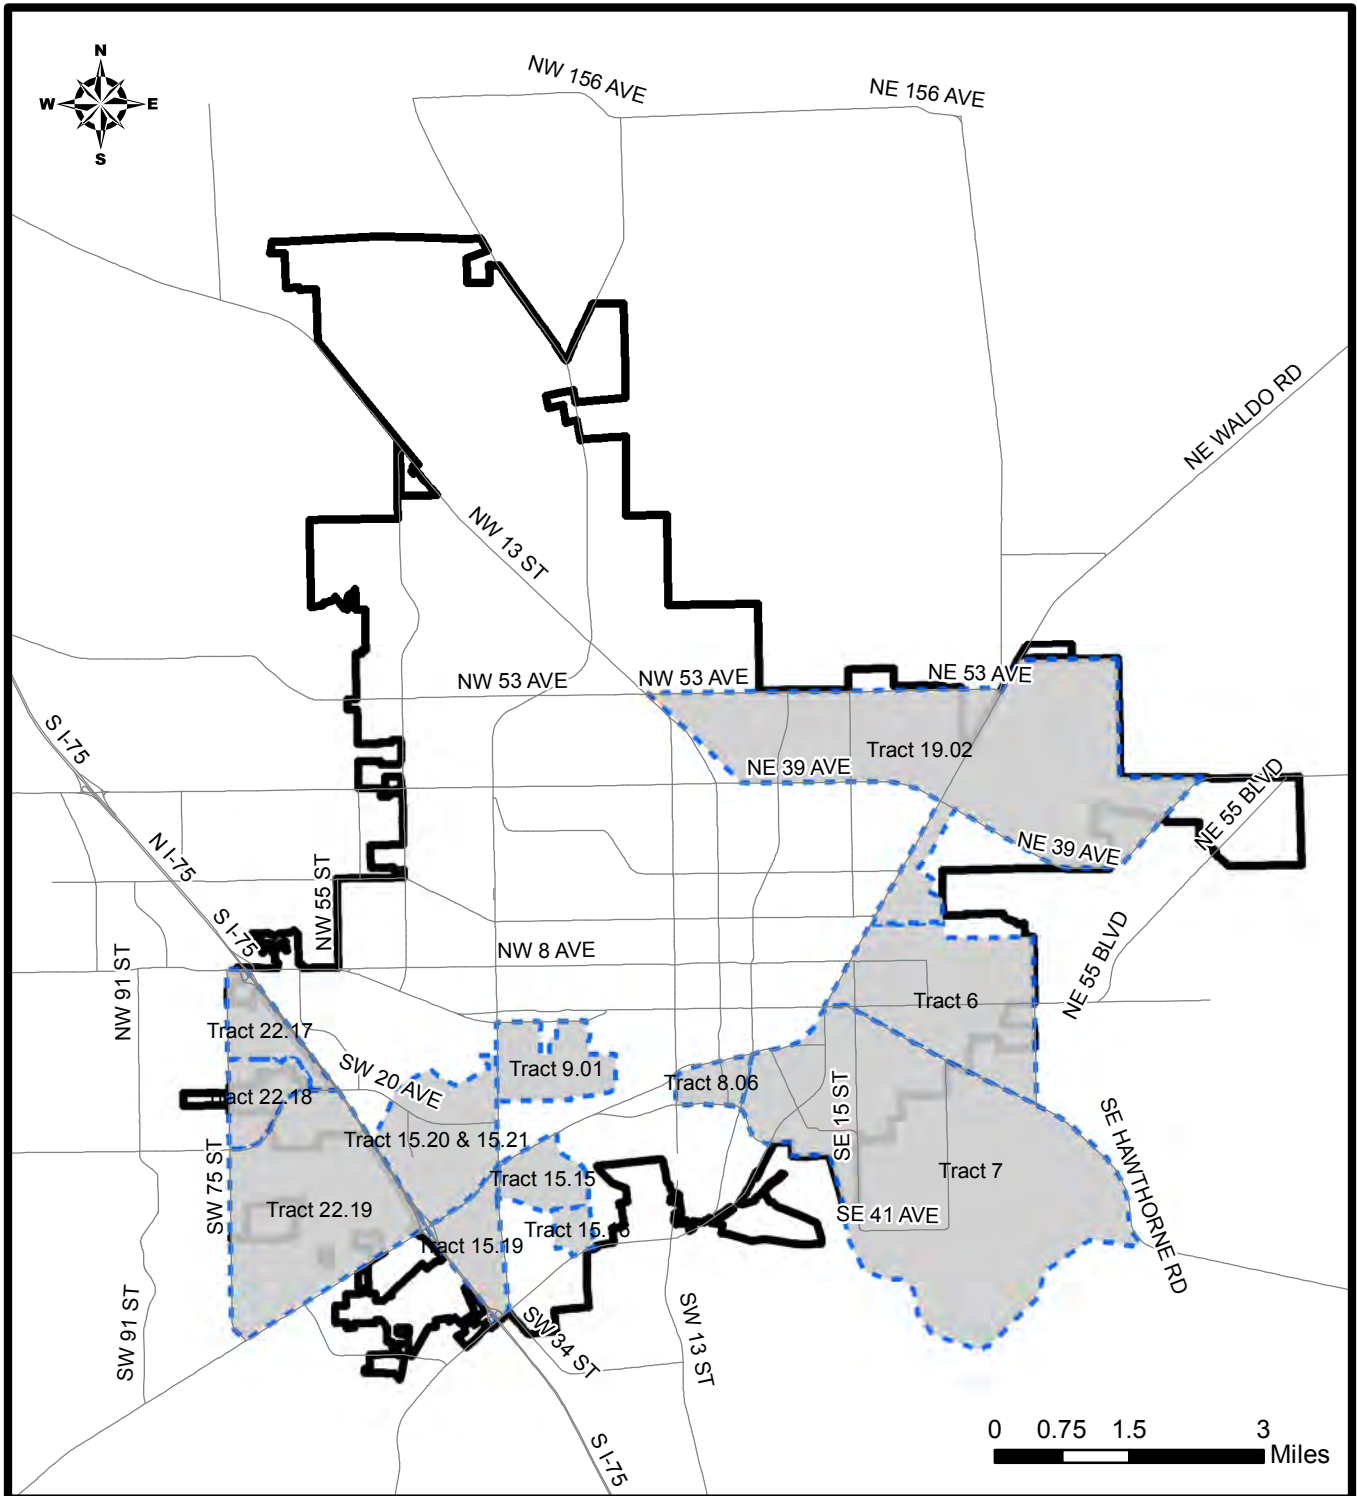 N
W E
S
NW 156 AVE
NE 156 AVE
NE WALDO RD
NW 13 ST
NW 53 AVE
NW 53 AVE
NE 53 AVE
S I-75
Tract 19.02
NE 39 AVE
NE 55 BLVD
N I-75
NE 39 AVE
NW 55 ST
S I-75
NW 8 AVE
NW 91 ST
NE 55 BLVD
Tract 6
Tract 22.17
SW 20 AVE
Tract 9.01
Tract 8.06
Tract 22.18
SE 15 ST
SE HAWTHORNE RD
Tract 15.20 & 15.21
SW 75 ST
Tract 15.15
Tract 7
Tract 22.19
SE 41 AVE
Tract 15.19
SW 91 ST
SW 34 ST
SW 13 ST
S I-75
0 0.75 1.5 3
Miles